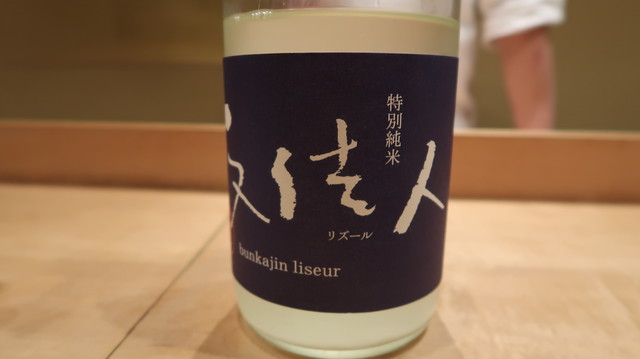 特別純米
文佳人
リズール
bunkajin liseur